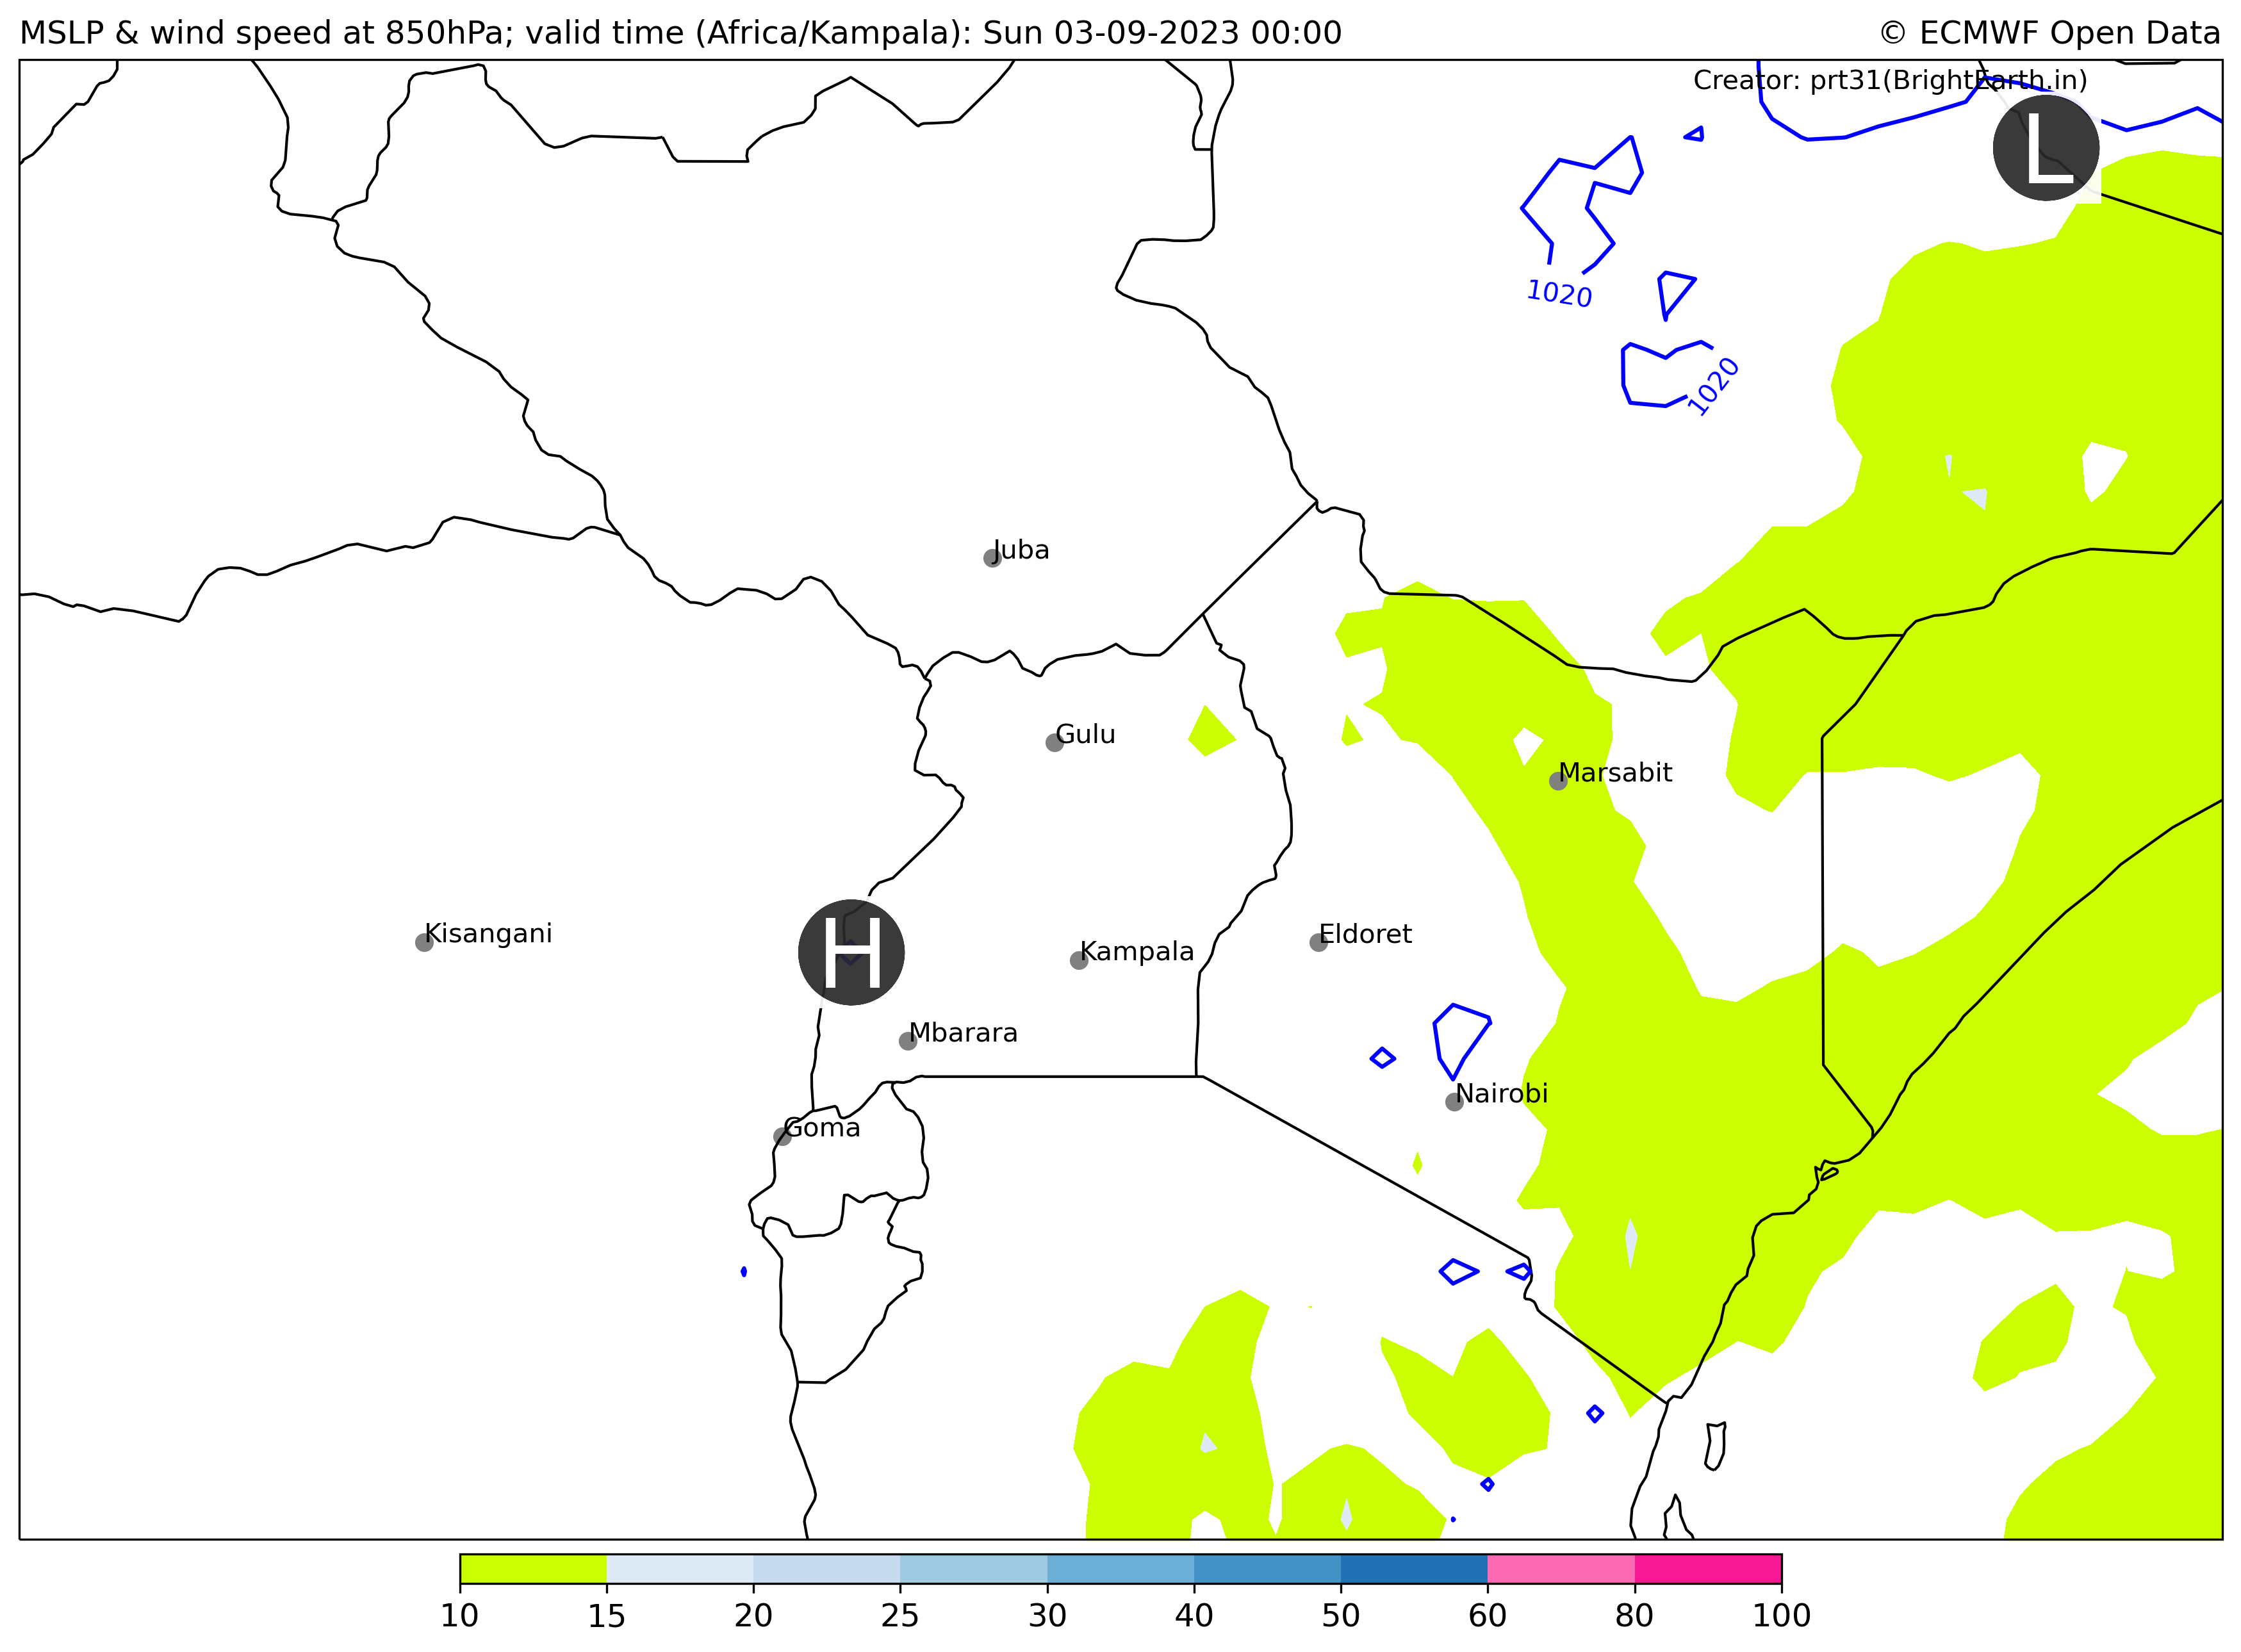 MSLP & wind speed at 850hPa; valid time (Africa/Kampala): Sun 03-09-2023 00:00
© ECMWF Open Data
Creator: prt31(BrightEarth.in)
L
1020
1020
Juba
Gulu
Marsabit
Kisangani
H
Kampala
Eldoret
Mbarara
Nairobi
Goma
10 15 20 25 30 40 50 60 80 100